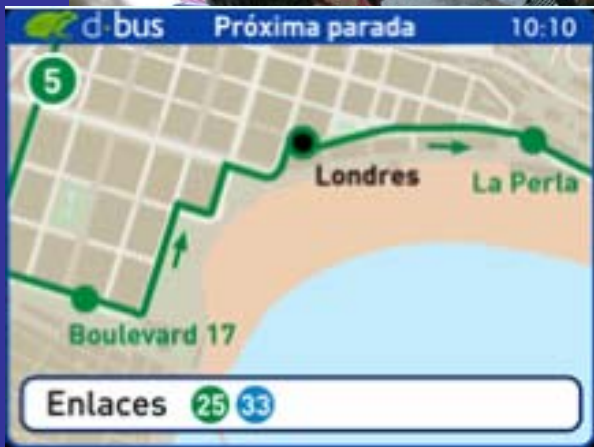 d·bus Próxima parada 10:10
5
Londres
La Perla
Boulevard 17
Enlaces 25 33